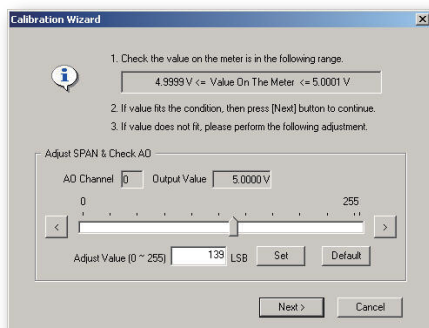 Calibration Wizard
1. Check the value on the meter is in the following range.
4.9999 V <= Value On The Meter <= 5.0001 V
2. If value fits the condition, then press [Next] button to continue.
3. If value does not fit, please perform the following adjustment.
Adjust SPAN & Check AO
AO Channel 0 Output Value 5.0000 V
0 255
< >
Adjust Value (0 ~ 255) 139 LSB Set Default
Next > Cancel